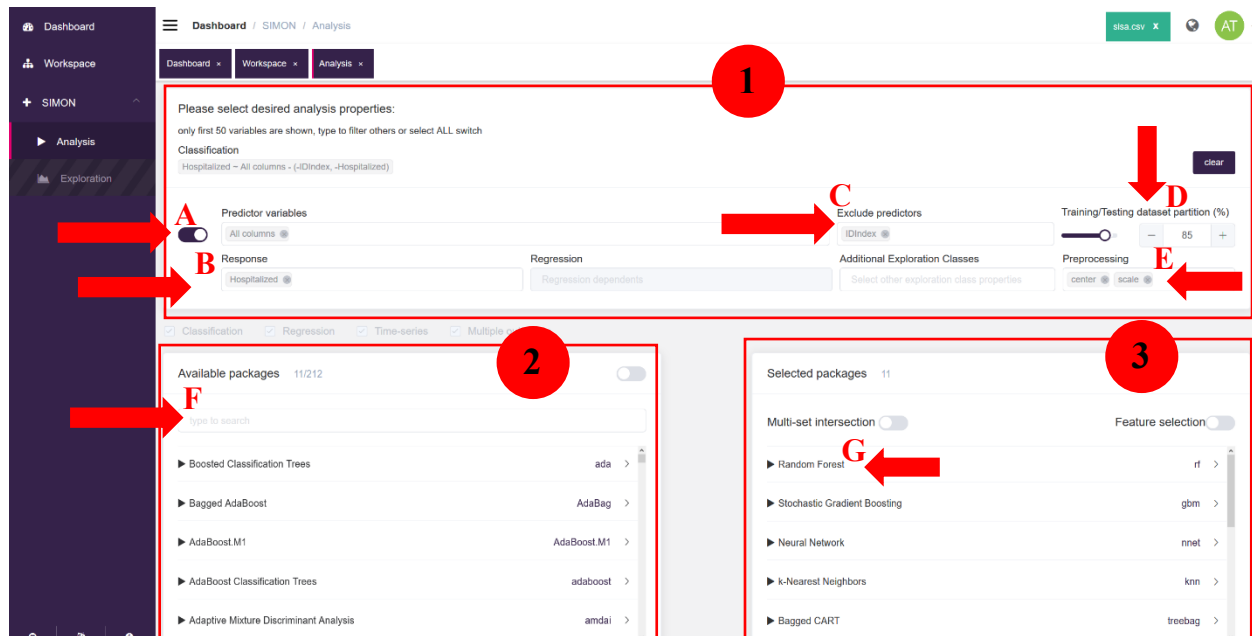 Dashboard
Workspace
SIMON
Analysis
Exploration
Dashboard / SIMON / Analysis
sisa.csv x
AT
Dashboard ×
Workspace ×
Analysis ×
1
Please select desired analysis properties:
only first 50 variables are shown, type to filter others or select ALL switch
Classification
Hospitalized ~ All columns - (-IDIndex, -Hospitalized)
clear
A
Predictor variables
All columns
C
Exclude predictors
IDIndex
D
Training/Testing dataset partition (%)
− 85 +
B
Response
Hospitalized
Regression
Regression dependents
Additional Exploration Classes
Select other exploration class properties
E
Preprocessing
center scale
Classification Regression Time-series Multiple
2
Available packages 11/212
F
type to search
Boosted Classification Trees ada
Bagged AdaBoost AdaBag
AdaBoost.M1 AdaBoost.M1
AdaBoost Classification Trees adaboost
Adaptive Mixture Discriminant Analysis amdai
3
Selected packages 11
Multi-set intersection Feature selection
G
Random Forest rf
Stochastic Gradient Boosting gbm
Neural Network nnet
k-Nearest Neighbors knn
Bagged CART treebag